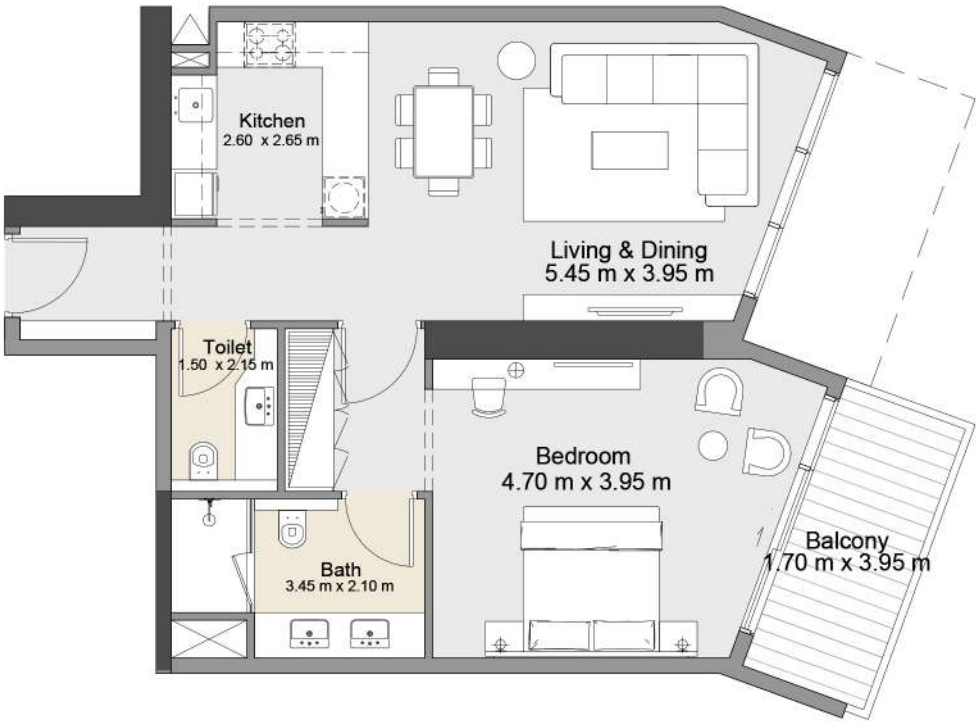 Kitchen
2.60 x 2.65 m
Living & Dining
5.45 m x 3.95 m
Toilet
1.50 x 2.15 m
Bedroom
4.70 m x 3.95 m
Balcony
1.70 m x 3.95 m
Bath
3.45 m x 2.10 m